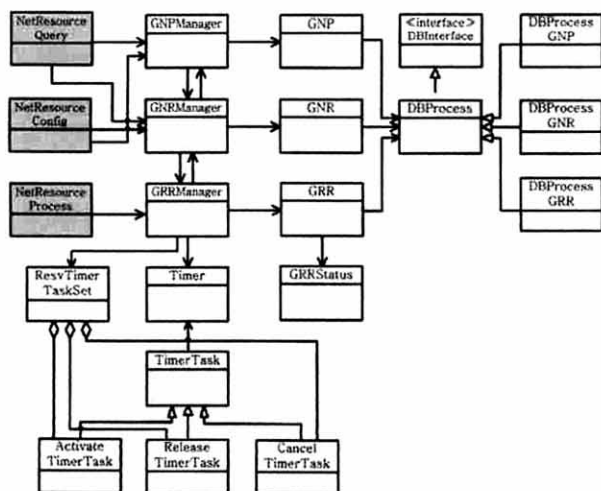 NetResource
Query
GNPManager
GNP
<interface>
DBInterface
DBProcess
GNP
NetResource
Config
GNRManager
GNR
DBProcess
DBProcess
GNR
NetResource
Process
GRRManager
GRR
DBProcess
GRR
ResvTimer
TaskSet
Timer
GRRStatus
TimerTask
Activate
TimerTask
Release
TimerTask
Cancel
TimerTask